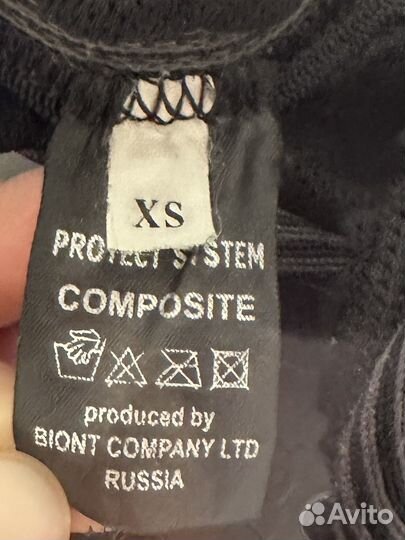 XS
PROTECT SYSTEM
COMPOSITE
produced by
BIONT COMPANY LTD
RUSSIA
Avito